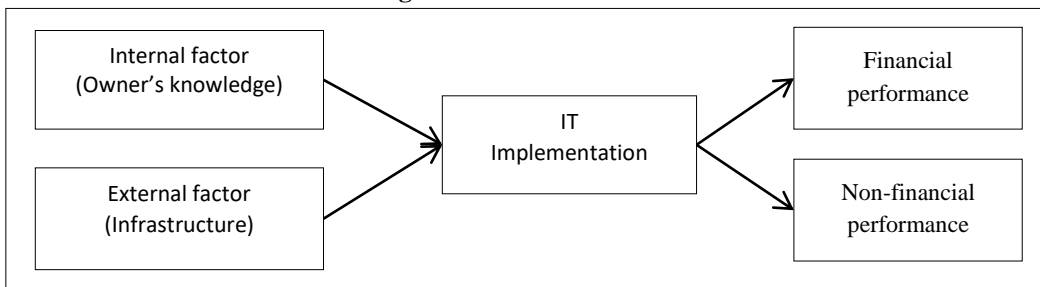 Internal factor
(Owner's knowledge)
External factor
(Infrastructure)
IT
Implementation
Financial
performance
Non-financial
performance